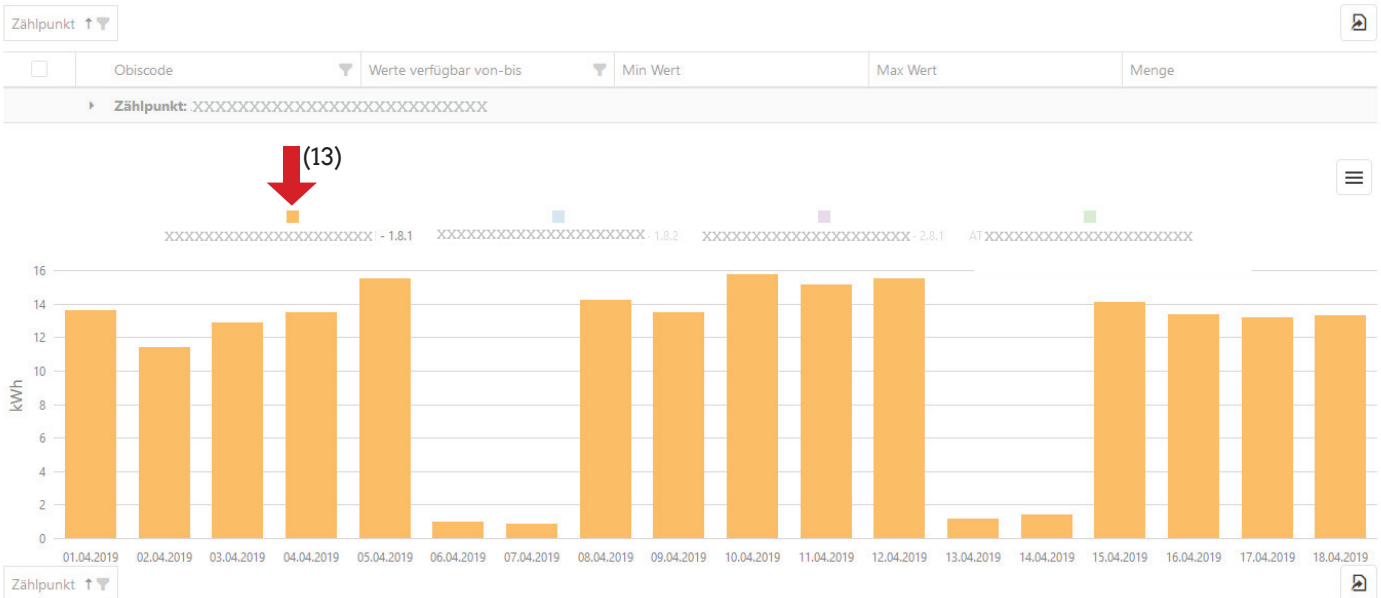 Zählpunkt ↑
Obiscode Werte verfügbar von-bis Min Wert Max Wert Menge
Zählpunkt: .XXXXXXXXXXXXXXXXXXXXXXXXXX
(13)
XXXXXXXXXXXXXXXXXXXXX - 1.8.1 XXXXXXXXXXXXXXXXXXXXX - 1.8.2 XXXXXXXXXXXXXXXXXXXXX - 2.8.1 AT XXXXXXXXXXXXXXXXXXXXX
16
14
12
10
8
6
4
2
0
kWh
01.04.2019 02.04.2019 03.04.2019 04.04.2019 05.04.2019 06.04.2019 07.04.2019 08.04.2019 09.04.2019 10.04.2019 11.04.2019 12.04.2019 13.04.2019 14.04.2019 15.04.2019 16.04.2019 17.04.2019 18.04.2019
Zählpunkt ↑